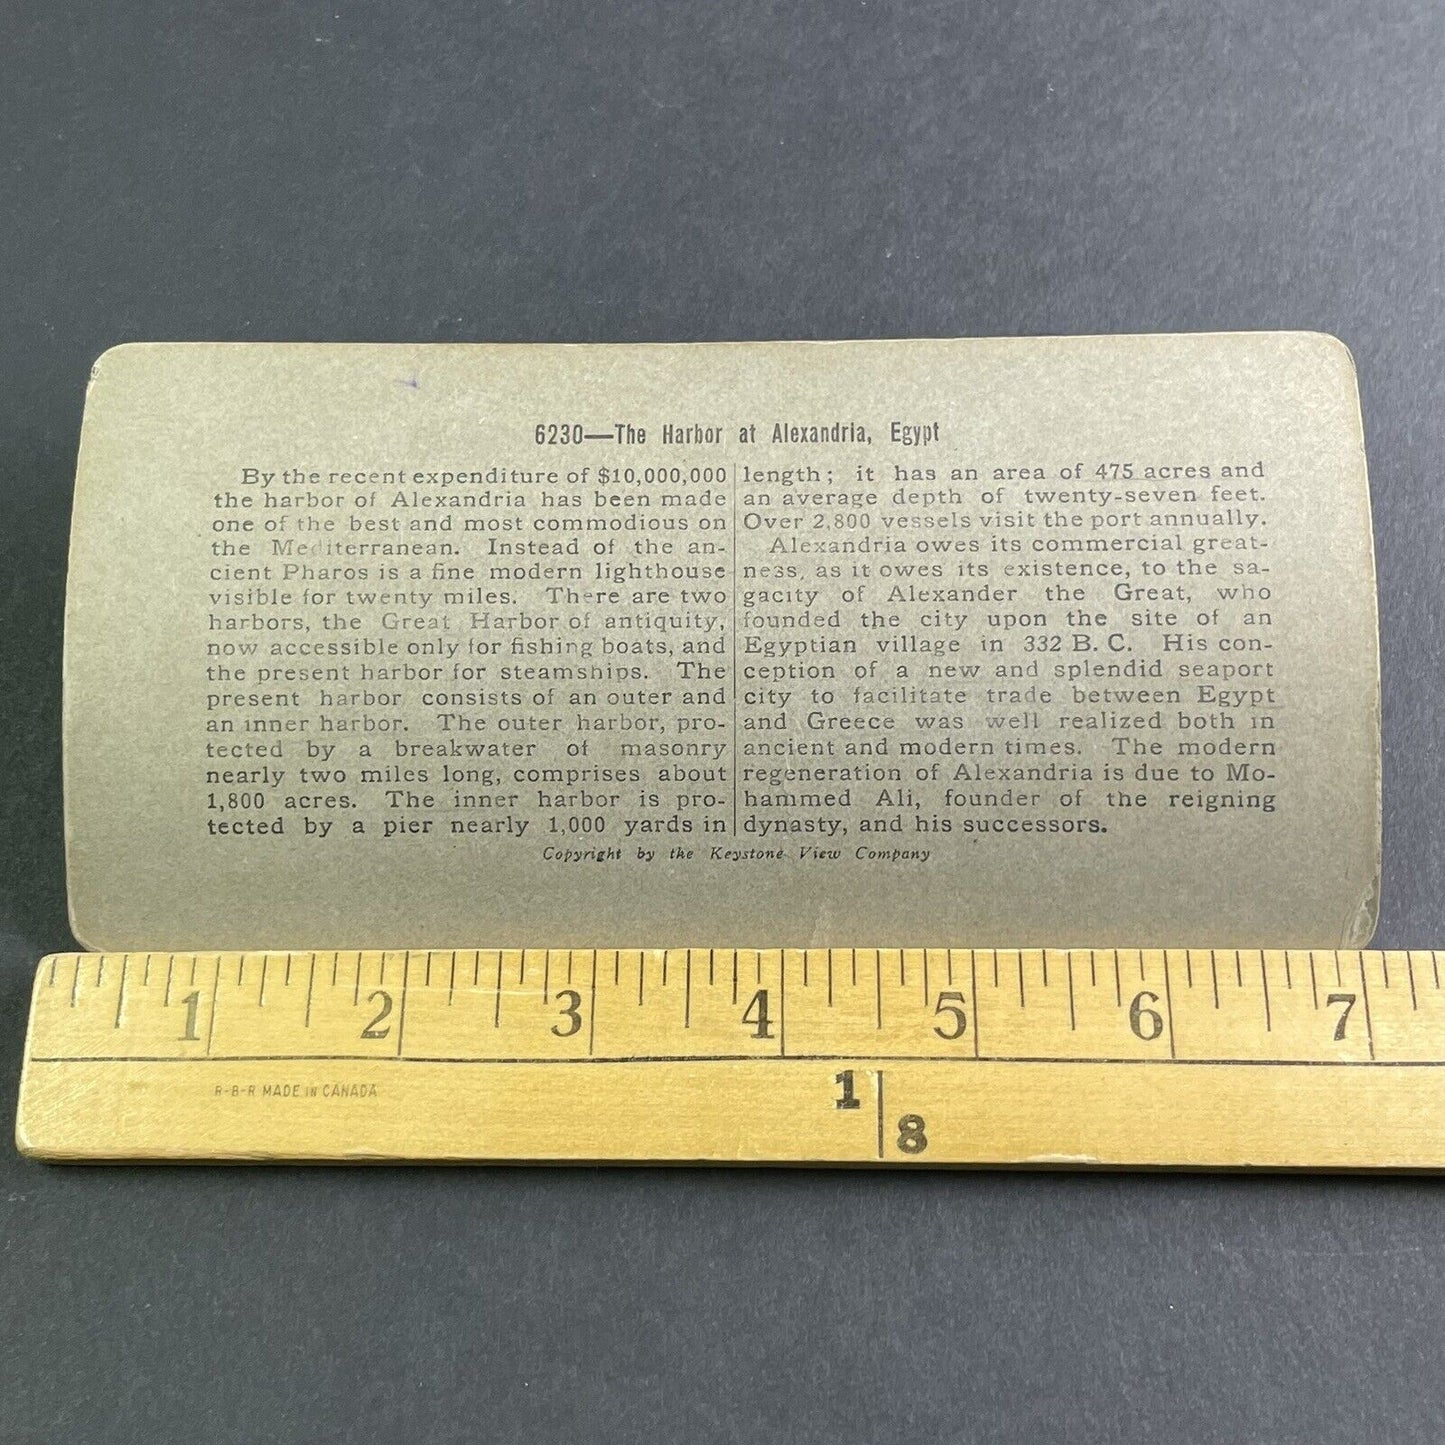 6230—The Harbor at Alexandria, Egypt
By the recent expenditure of $10,000,000
the harbor of Alexandria has been made
one of the best and most commodious on
the Mediterranean. Instead of the an-
cient Pharos is a fine modern lighthouse
visible for twenty miles. There are two
harbors, the Great Harbor of antiquity,
now accessible only for fishing boats, and
the present harbor for steamships. The
present harbor consists of an outer and
an inner harbor. The outer harbor, pro-
tected by a breakwater of masonry
nearly two miles long, comprises about
1,800 acres. The inner harbor is pro-
tected by a pier nearly 1,000 yards in
length; it has an area of 475 acres and
an average depth of twenty-seven feet.
Over 2,800 vessels visit the port annually.
Alexandria owes its commercial great-
ness, as it owes its existence, to the sa-
gacity of Alexander the Great, who
founded the city upon the site of an
Egyptian village in 332 B. C. His con-
ception of a new and splendid seaport
city to facilitate trade between Egypt
and Greece was well realized both in
ancient and modern times. The modern
regeneration of Alexandria is due to Mo-
hammed Ali, founder of the reigning
dynasty, and his successors.
Copyright by the Keystone View Company
1 2 3 4 5 6 7
R-B-R MADE IN CANADA
1
8